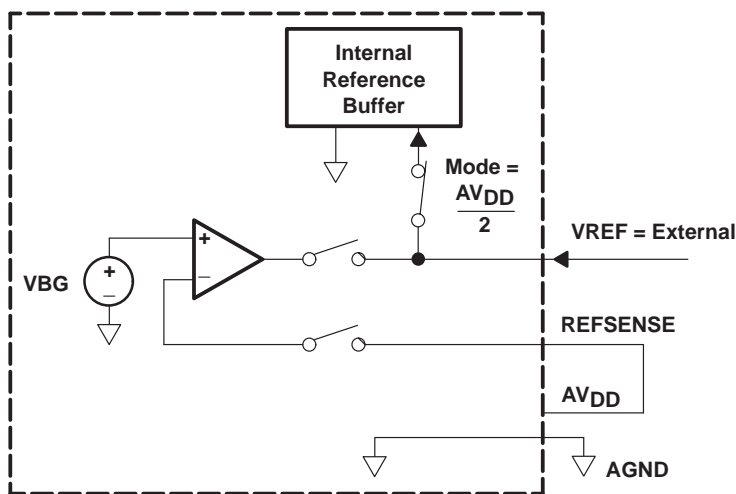 Internal
Reference
Buffer
Mode =
AVDD
2
VREF = External
+
−
+
−
VBG
REFSENSE
AVDD
AGND